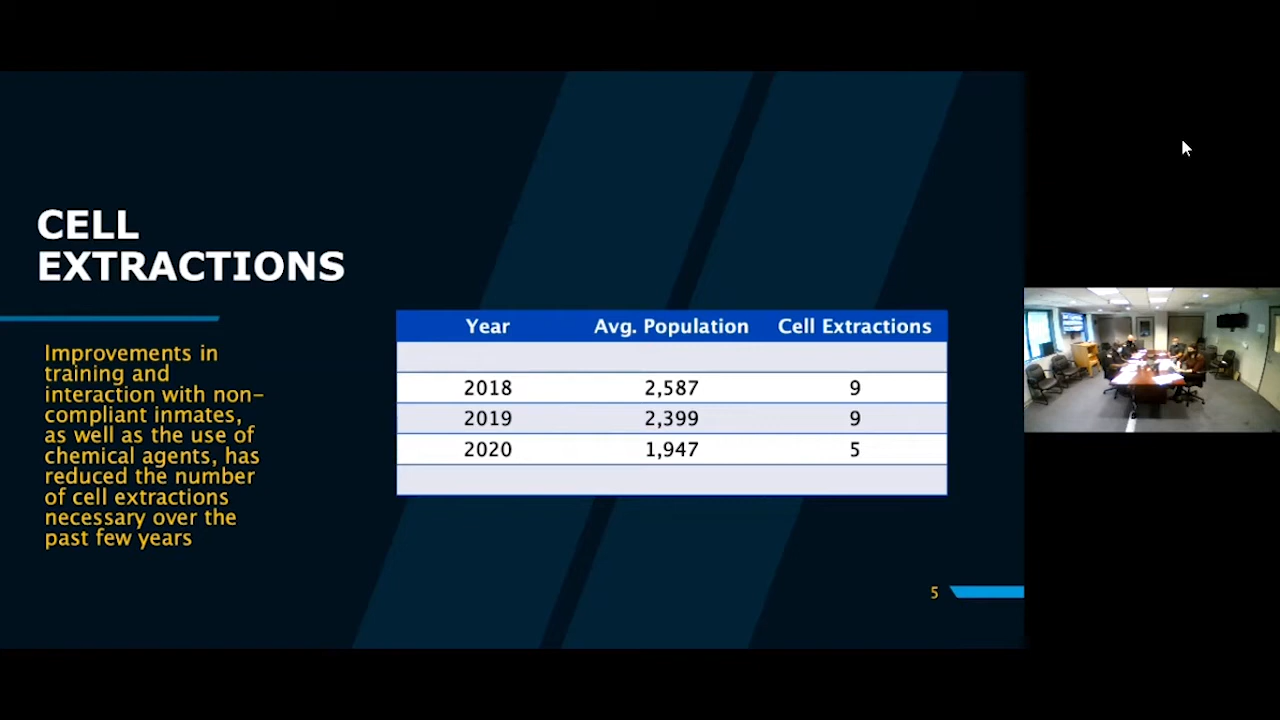 CELL
EXTRACTIONS
Improvements in
training and
interaction with non-
compliant inmates,
as well as the use of
chemical agents, has
reduced the number
of cell extractions
necessary over the
past few years
Year Avg. Population Cell Extractions
2018 2,587 9
2019 2,399 9
2020 1,947 5
5